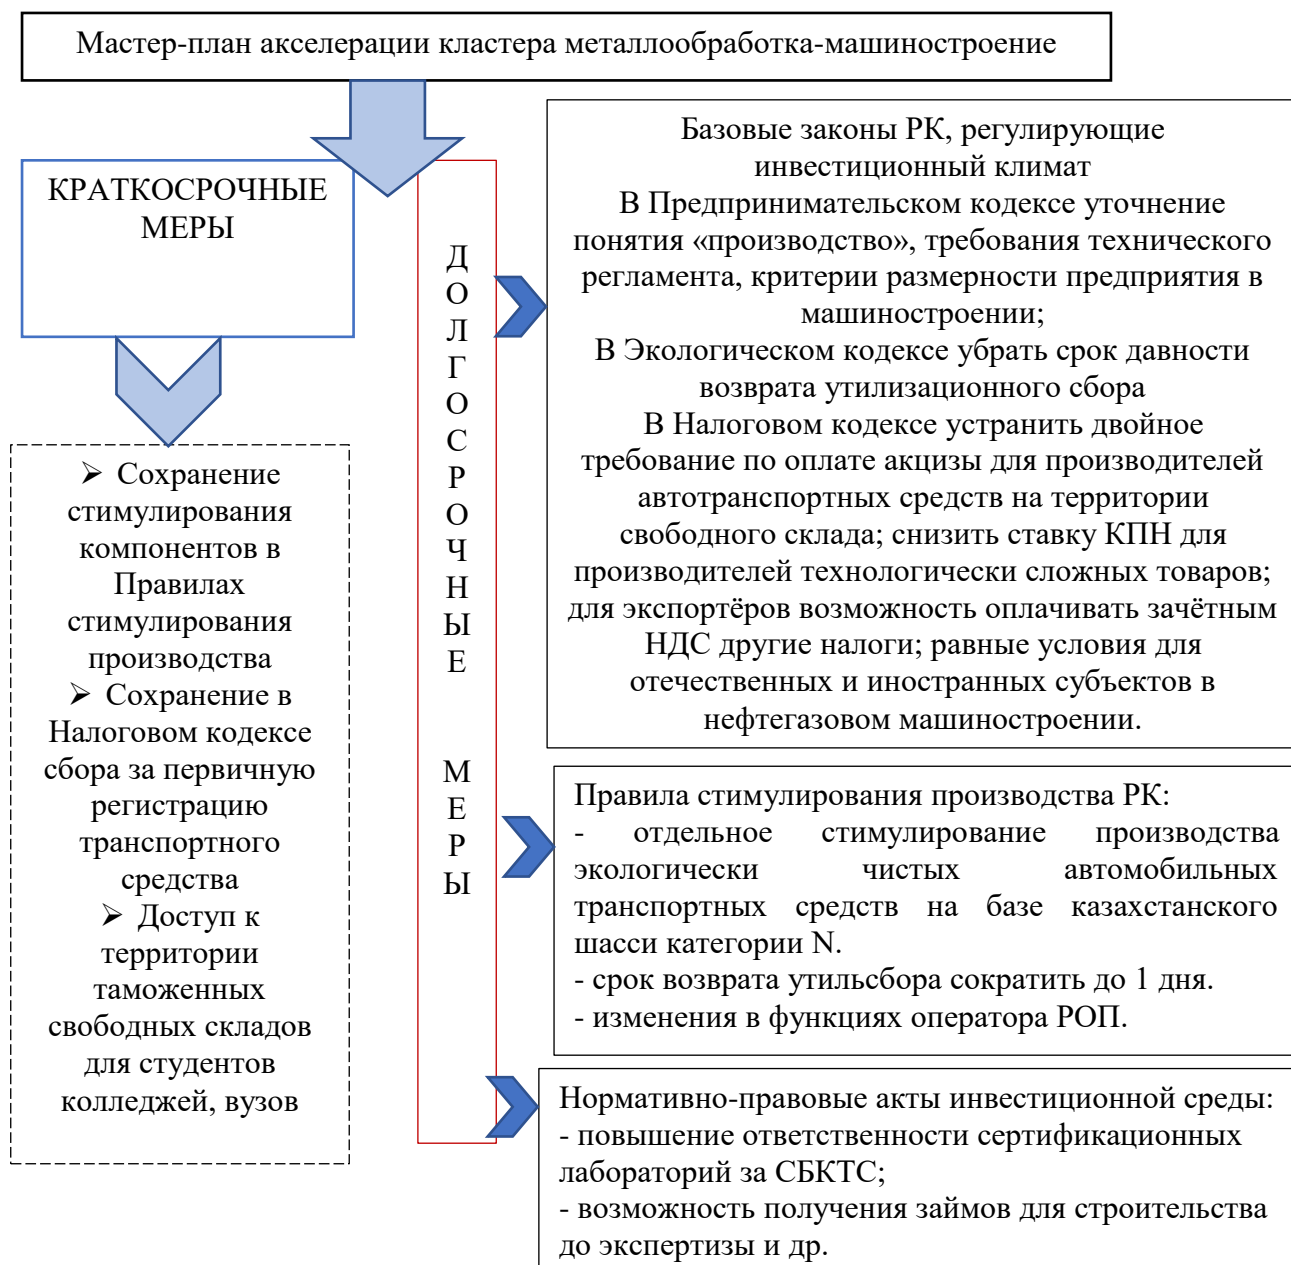 Мастер-план акселерации кластера металлообработка-машиностроение
КРАТКОСРОЧНЫЕ
МЕРЫ
➢ Сохранение
стимулирования
компонентов в
Правилах
стимулирования
производства
➢ Сохранение в
Налоговом кодексе
сбора за первичную
регистрацию
транспортного
средства
➢ Доступ к
территории
таможенных
свободных складов
для студентов
колледжей, вузов
Д
О
Л
Г
О
С
Р
О
Ч
Н
Ы
Е
М
Е
Р
Ы
Базовые законы РК, регулирующие
инвестиционный климат
В Предпринимательском кодексе уточнение
понятия «производство», требования технического
регламента, критерии размерности предприятия в
машиностроении;
В Экологическом кодексе убрать срок давности
возврата утилизационного сбора
В Налоговом кодексе устранить двойное
требование по оплате акцизы для производителей
автотранспортных средств на территории
свободного склада; снизить ставку КПН для
производителей технологически сложных товаров;
для экспортёров возможность оплачивать зачётным
НДС другие налоги; равные условия для
отечественных и иностранных субъектов в
нефтегазовом машиностроении.
Правила стимулирования производства РК:
- отдельное стимулирование производства
экологически чистых автомобильных
транспортных средств на базе казахстанского
шасси категории N.
- срок возврата утильсбора сократить до 1 дня.
- изменения в функциях оператора РОП.
Нормативно-правовые акты инвестиционной среды:
- повышение ответственности сертификационных
лабораторий за СБКТС;
- возможность получения займов для строительства
до экспертизы и др.